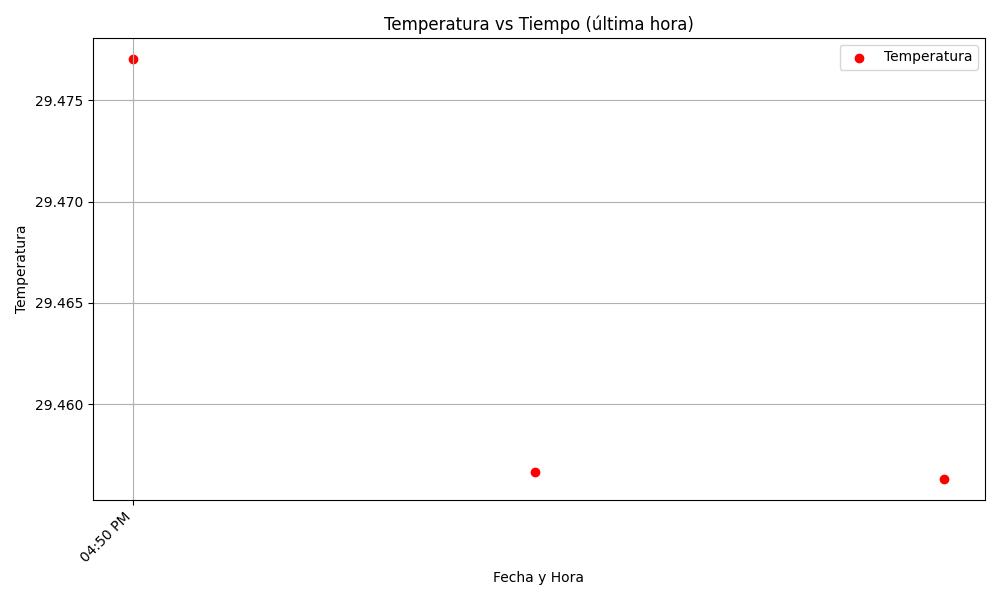 Temperatura vs Tiempo (última hora)
Temperatura
29.475
29.470
29.465
29.460
Temperatura
04:50 PM
Fecha y Hora